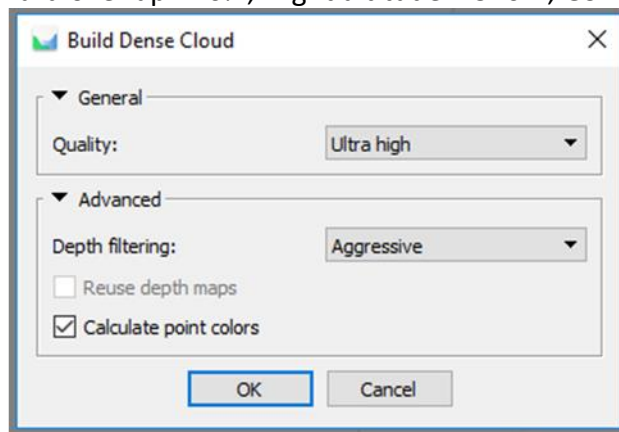 Build Dense Cloud
General
Quality: Ultra high
Advanced
Depth filtering: Aggressive
Reuse depth maps
Calculate point colors
OK Cancel